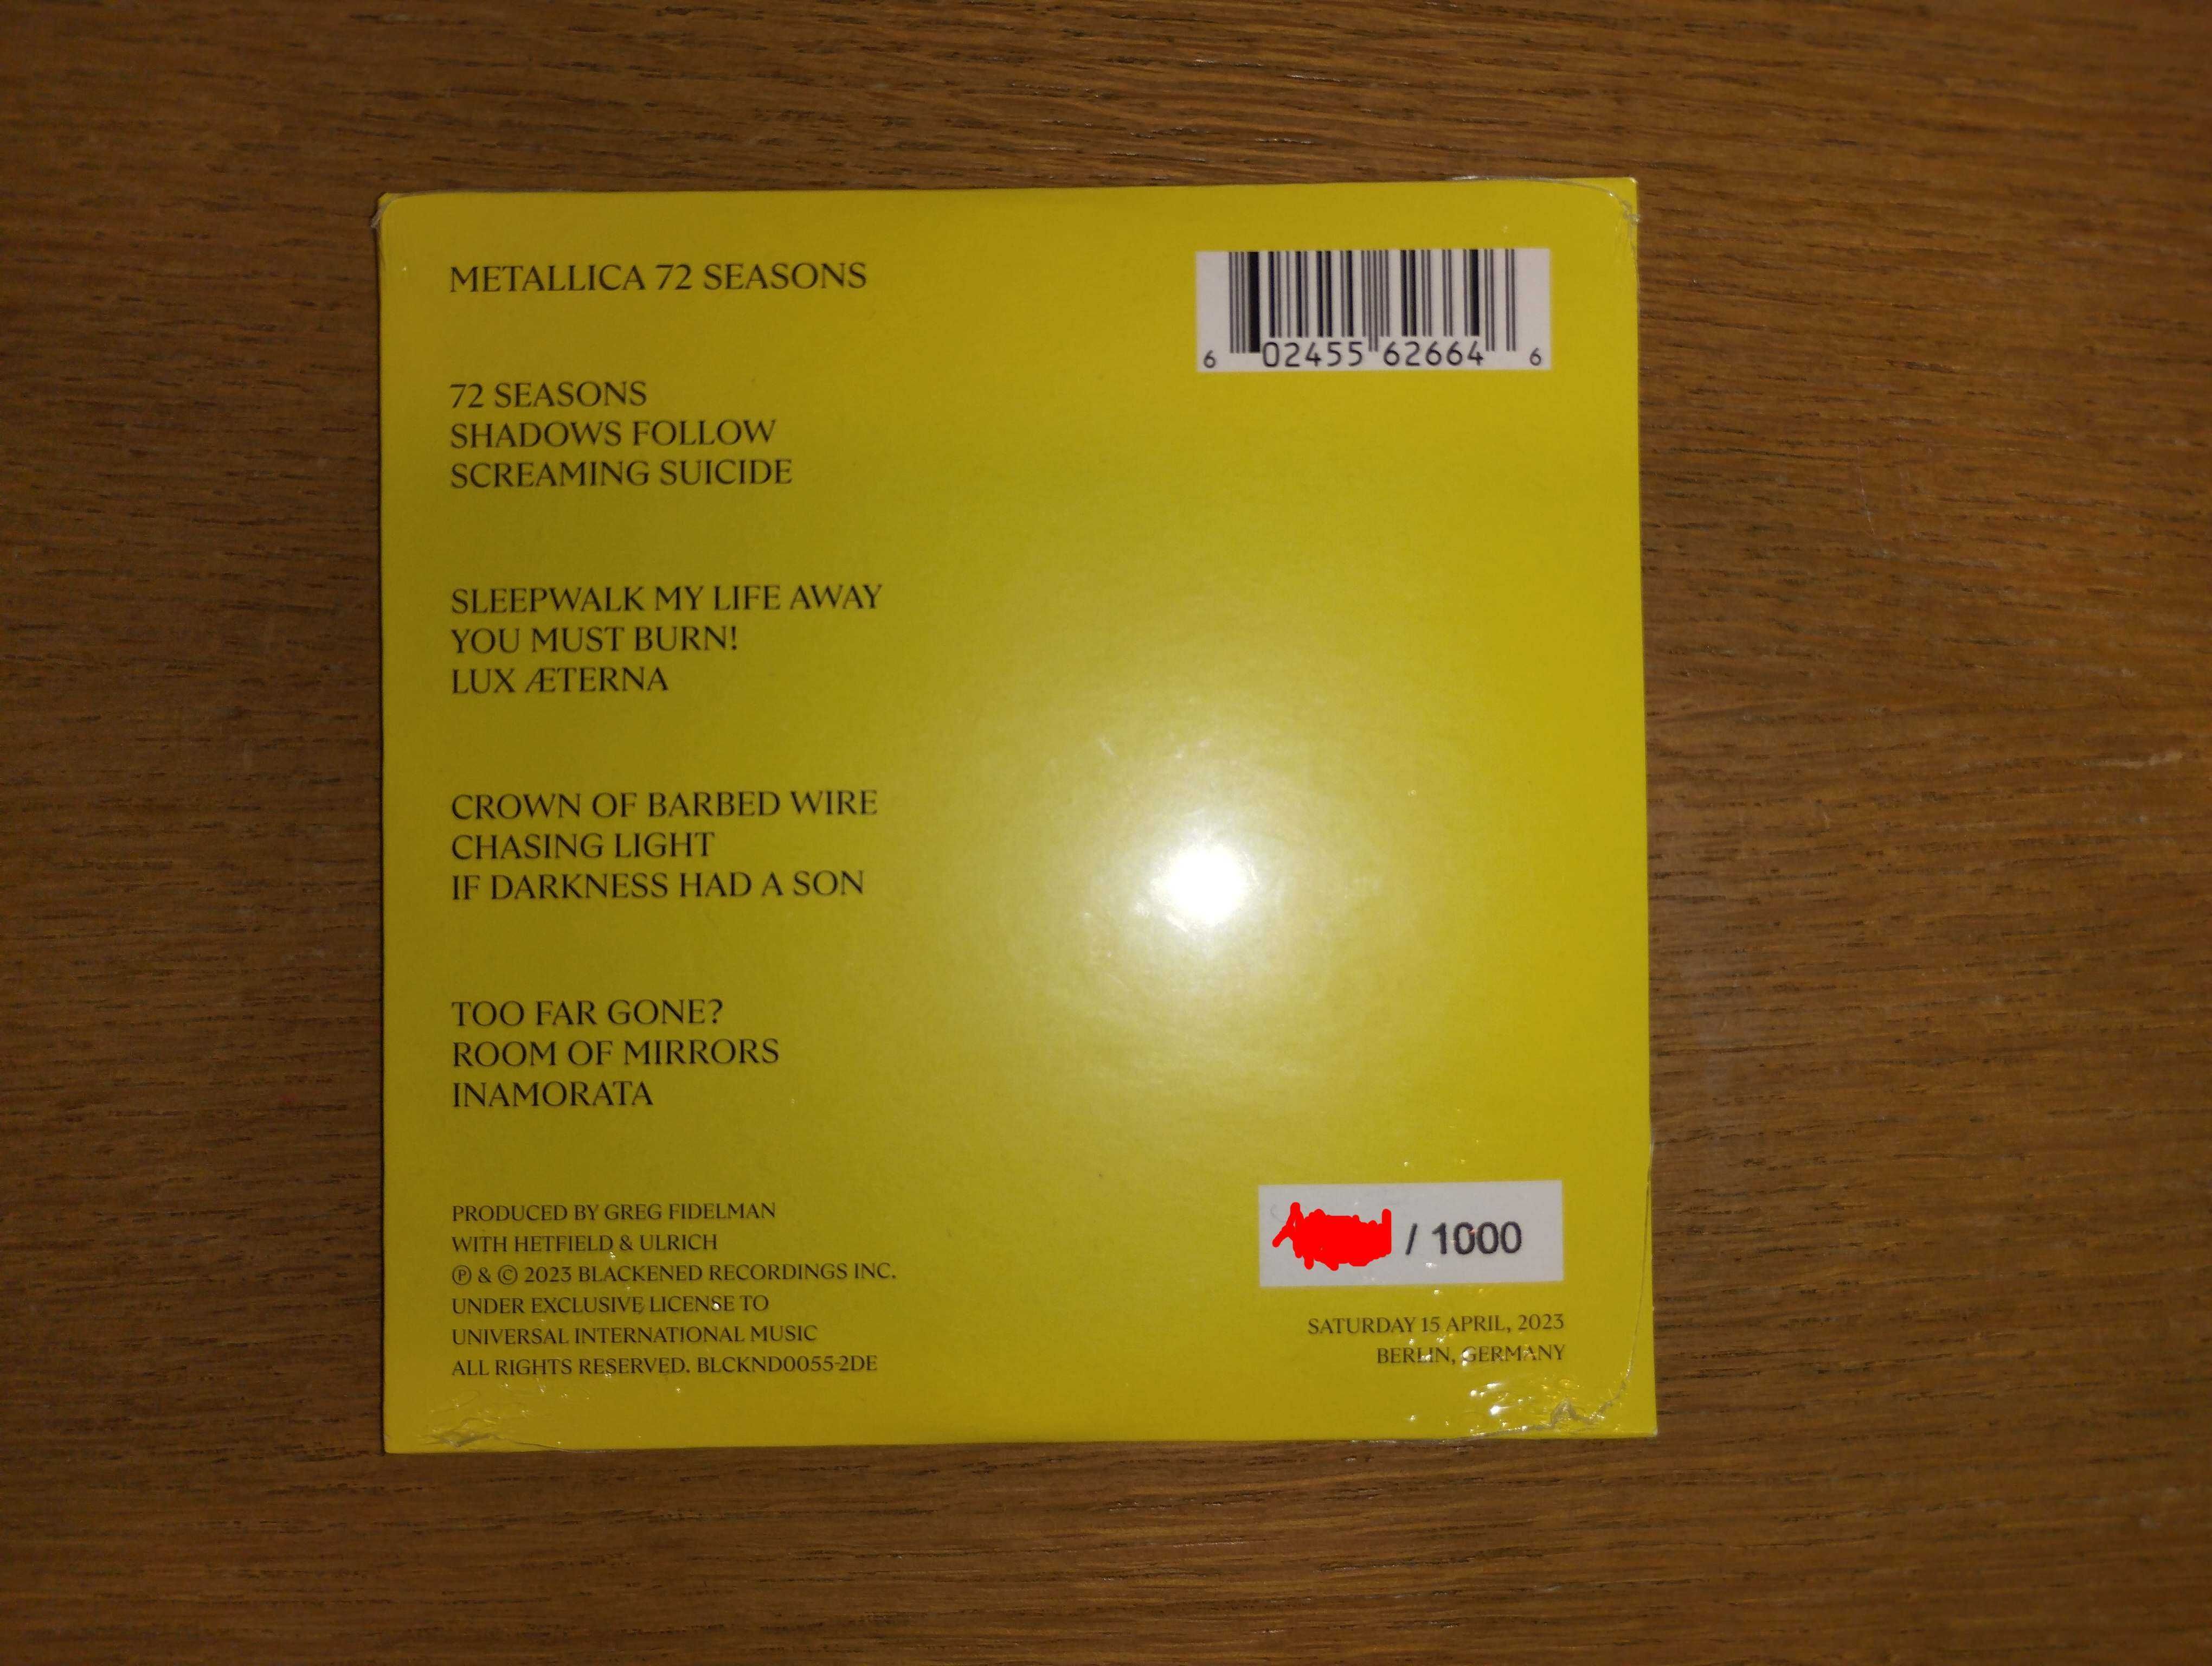 METALLICA 72 SEASONS
6 02455 62664 6
72 SEASONS
SHADOWS FOLLOW
SCREAMING SUICIDE
SLEEPWALK MY LIFE AWAY
YOU MUST BURN!
LUX ÆTERNA
CROWN OF BARBED WIRE
CHASING LIGHT
IF DARKNESS HAD A SON
TOO FAR GONE?
ROOM OF MIRRORS
INAMORATA
PRODUCED BY GREG FIDELMAN
WITH HETFIELD & ULRICH
℗ & © 2023 BLACKENED RECORDINGS INC.
UNDER EXCLUSIVE LICENSE TO
UNIVERSAL INTERNATIONAL MUSIC
ALL RIGHTS RESERVED. BLCKND0055-2DE
/ 1000
SATURDAY 15 APRIL, 2023
BERLIN, GERMANY